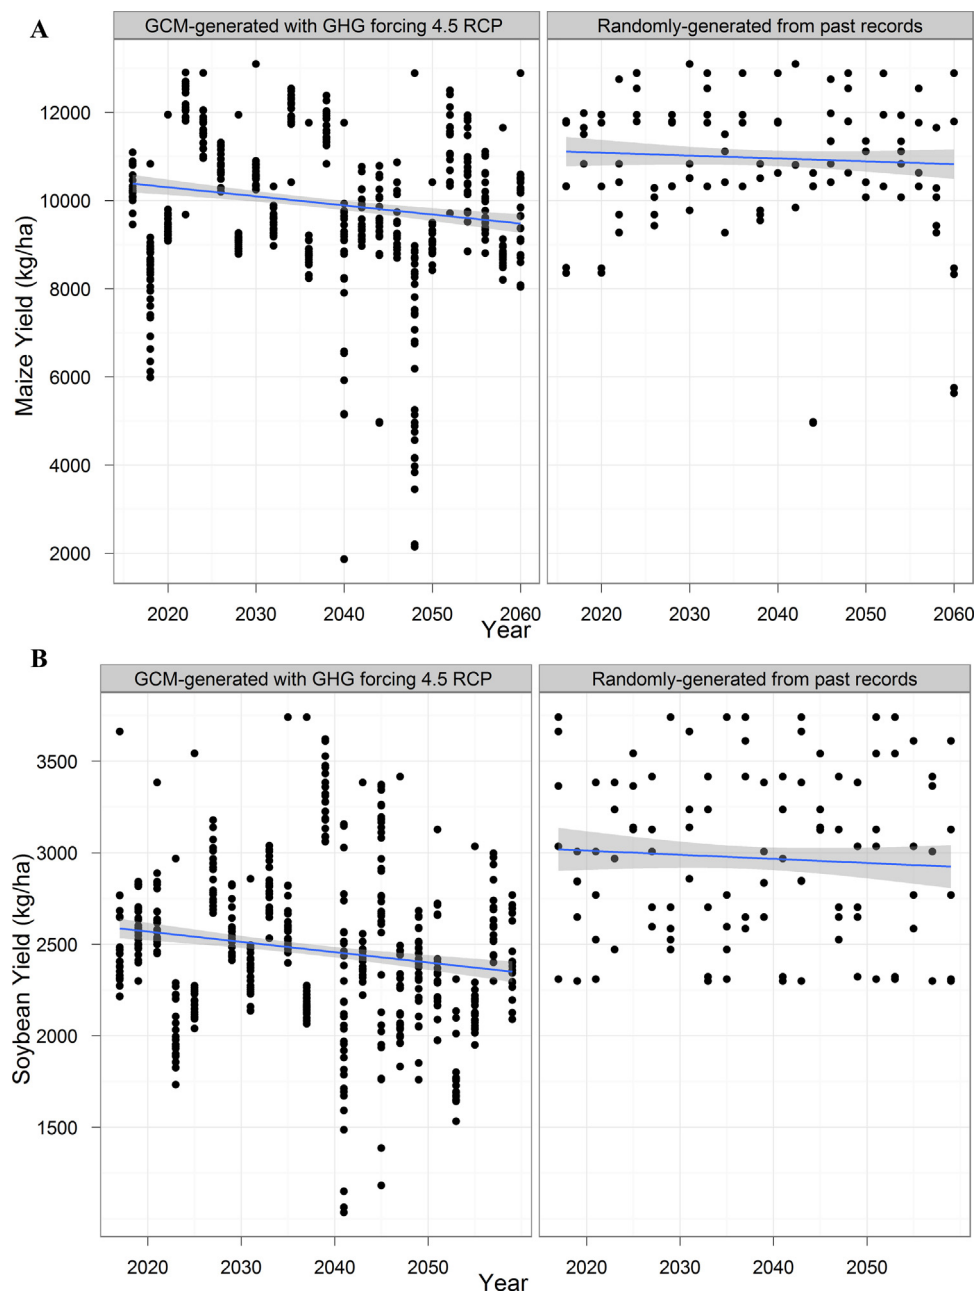 A
GCM-generated with GHG forcing 4.5 RCP
Randomly-generated from past records
Maize Yield (kg/ha)
12000
10000
8000
6000
4000
2000
2020 2030 2040 2050 2060 2020 2030 2040 2050 2060
Year
B
GCM-generated with GHG forcing 4.5 RCP
Randomly-generated from past records
Soybean Yield (kg/ha)
3500
3000
2500
2000
1500
2020 2030 2040 2050 2020 2030 2040 2050
Year